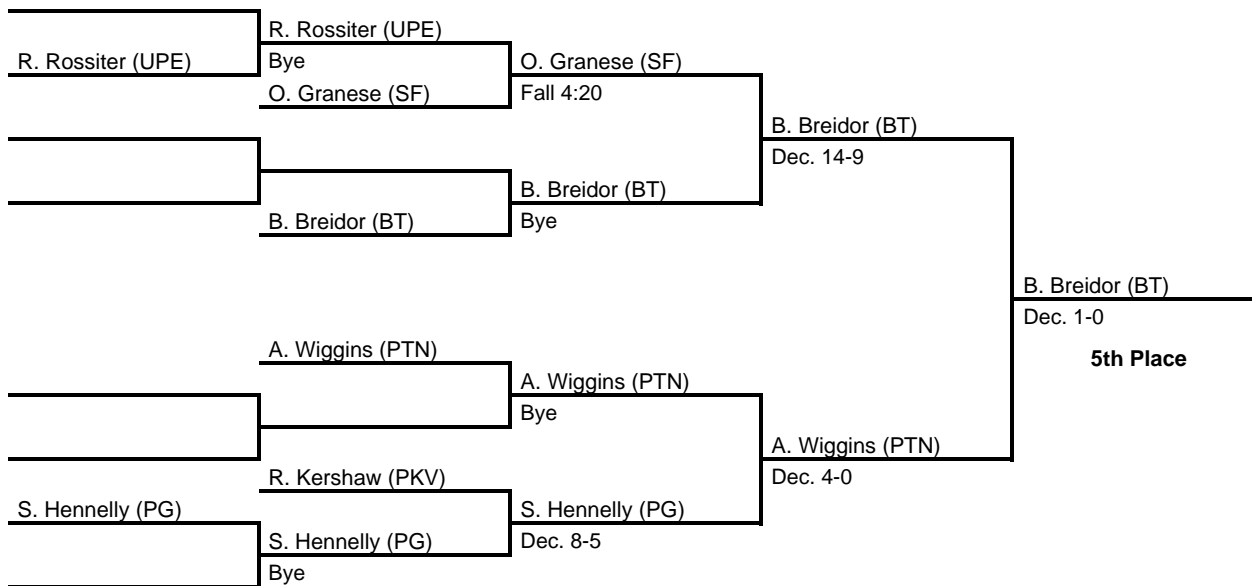 R. Rossiter (UPE)
R. Rossiter (UPE)
Bye
O. Granese (SF)
O. Granese (SF)
Fall 4:20
B. Breidor (BT)
Dec. 14-9
B. Breidor (BT)
B. Breidor (BT)
Bye
B. Breidor (BT)
Dec. 1-0
5th Place
A. Wiggins (PTN)
A. Wiggins (PTN)
Bye
A. Wiggins (PTN)
Dec. 4-0
R. Kershaw (PKV)
S. Hennelly (PG)
S. Hennelly (PG)
Dec. 8-5
S. Hennelly (PG)
Bye